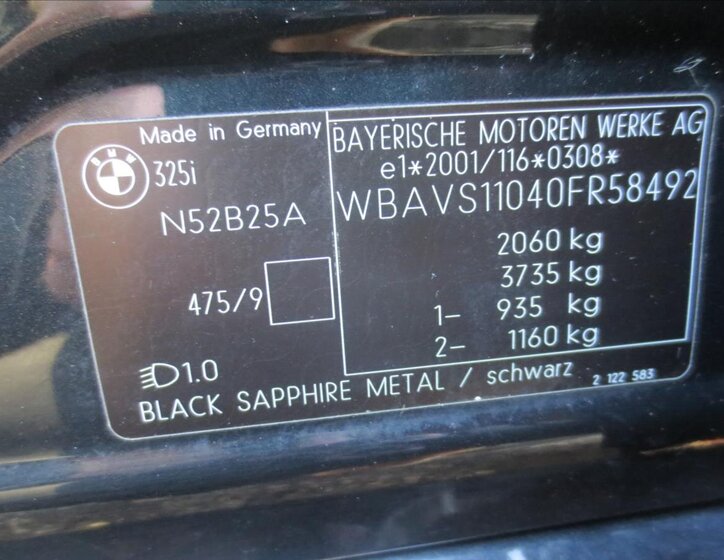 Made in Germany
BMW
325i
N52B25A
475/9
1.0
BLACK SAPPHIRE METAL / schwarz
BAYERISCHE MOTOREN WERKE AG
e1*2001/116*0308*
WBAVS11040FR58492
2060 kg
3735 kg
1– 935 kg
2– 1160 kg
2 122 583